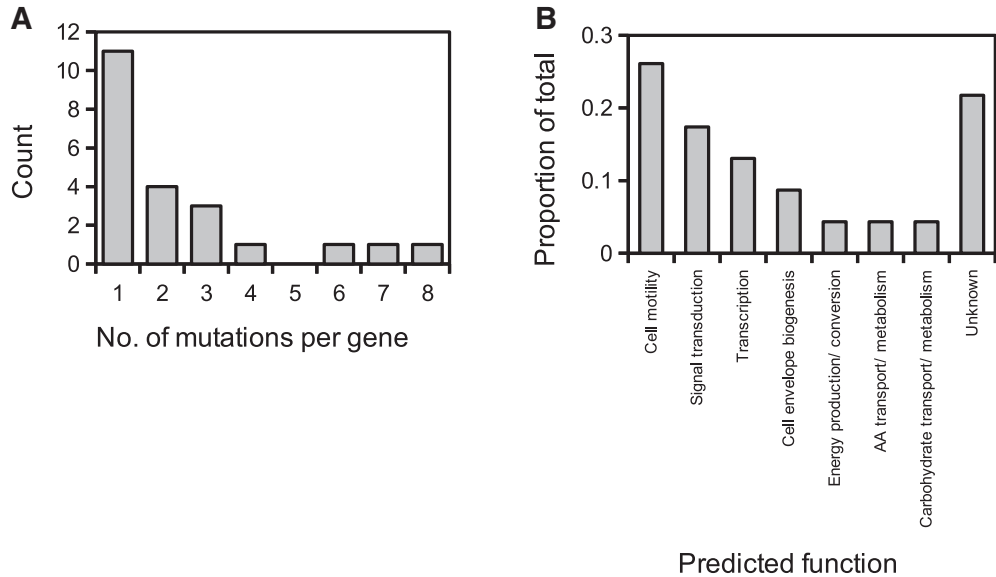 A
12
10
8
6
4
2
0
Count
1 2 3 4 5 6 7 8
No. of mutations per gene
B
0.3
0.2
0.1
0
Proportion of total
Cell motility
Signal transduction
Transcription
Cell envelope biogenesis
Energy production/ conversion
AA transport/ metabolism
Carbohydrate transport/ metabolism
Unknown
Predicted function